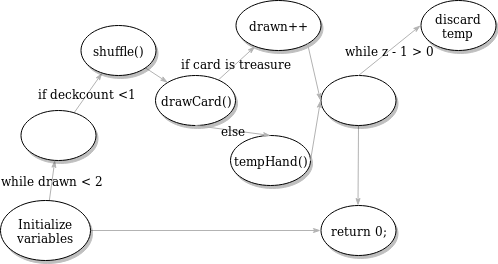 discard
temp
drawn++
while z - 1 > 0
shuffle()
if card is treasure
if deckcount <1
drawCard()
else
tempHand()
while drawn < 2
Initialize
variables
return 0;